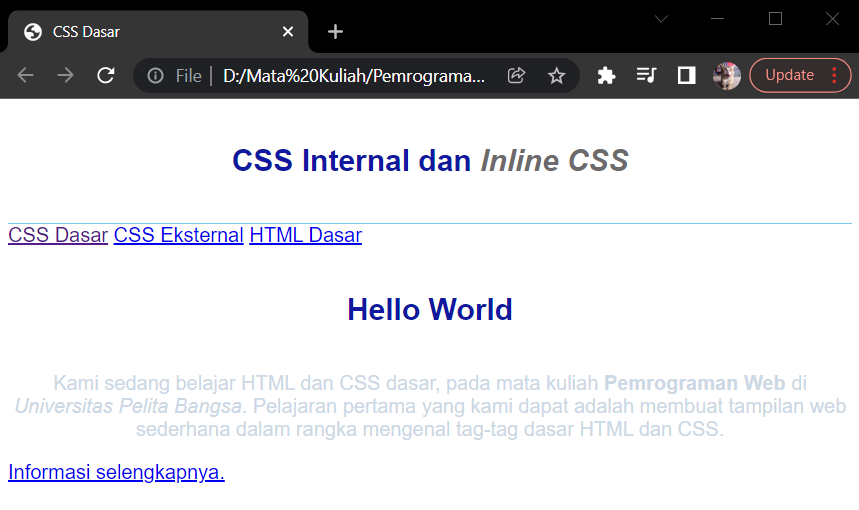 CSS Dasar
File D:/Mata%20Kuliah/Pemrograma...
Update
CSS Internal dan Inline CSS
CSS Dasar CSS Eksternal HTML Dasar
Hello World
Kami sedang belajar HTML dan CSS dasar, pada mata kuliah Pemrograman Web di
Universitas Pelita Bangsa. Pelajaran pertama yang kami dapat adalah membuat tampilan web
sederhana dalam rangka mengenal tag-tag dasar HTML dan CSS.
Informasi selengkapnya.